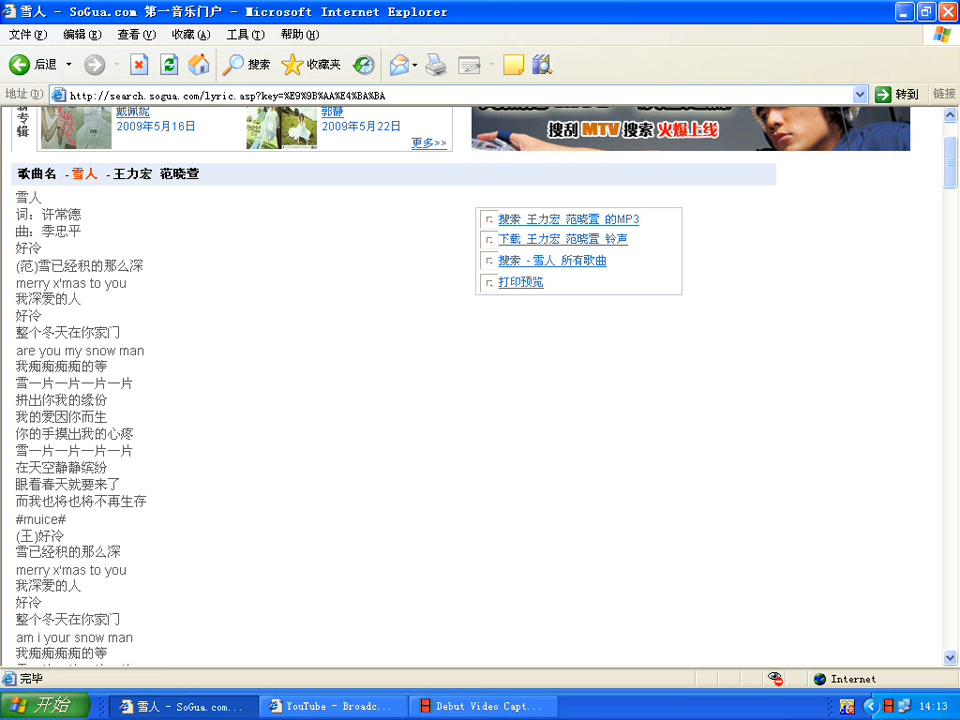 雪人 - SoGua.com 第一音乐门户 - Microsoft Internet Explorer
文件(F) 编辑(E) 查看(V) 收藏(A) 工具(T) 帮助(H)
后退 搜索 收藏夹
地址(D) http://search.sogua.com/lyric.asp?key=%E9%9B%AA%E4%BA%BA 转到 链接
专辑
戴佩妮
2009年5月16日
郭静
2009年5月22日
更多>>
搜刮 MTV 搜索 火爆上线
歌曲名 -雪人 -王力宏 范晓萱
搜索 王力宏 范晓萱 的MP3
下载 王力宏 范晓萱 铃声
搜索 -雪人 所有歌曲
打印预览
雪人
词：许常德
曲：季忠平
好冷
(范)雪已经积的那么深
merry x'mas to you
我深爱的人
好冷
整个冬天在你家门
are you my snow man
我痴痴痴痴的等
雪一片一片一片一片
拼出你我的缘份
我的爱因你而生
你的手摸出我的心疼
雪一片一片一片一片
在天空静静缤纷
眼看春天就要来了
而我也将也将不再生存
#muice#
(王)好冷
雪已经积的那么深
merry x'mas to you
我深爱的人
好冷
整个冬天在你家门
am i your snow man
我痴痴痴痴的等
完毕 Internet
开始 雪人 - SoGua.com... YouTube - Broadc... Debut Video Capt... 14:13